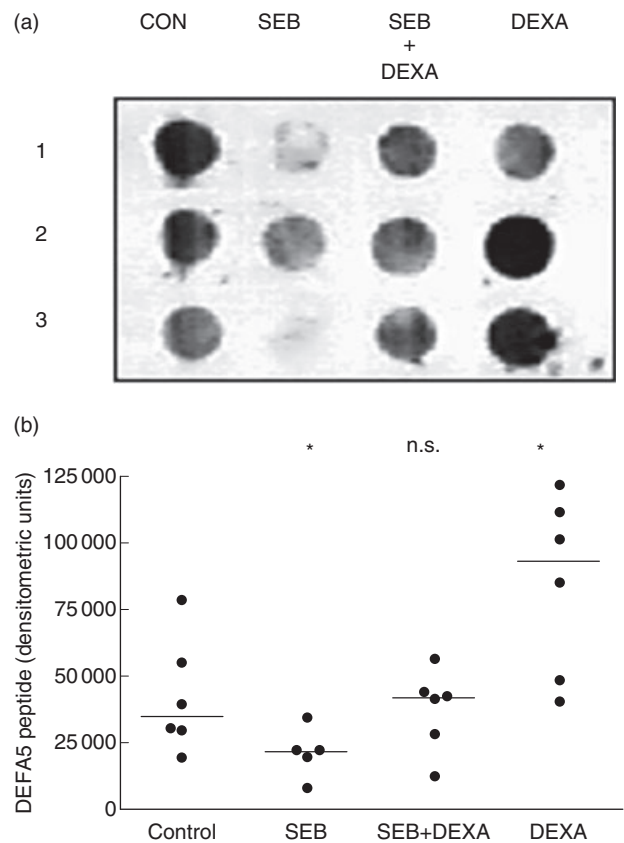 (a)
CON SEB SEB + DEXA DEXA
1
2
3
(b)
* n.s. *
DEFA5 peptide (densitometric units)
125 000
100 000
75 000
50 000
25 000
0
Control SEB SEB+DEXA DEXA